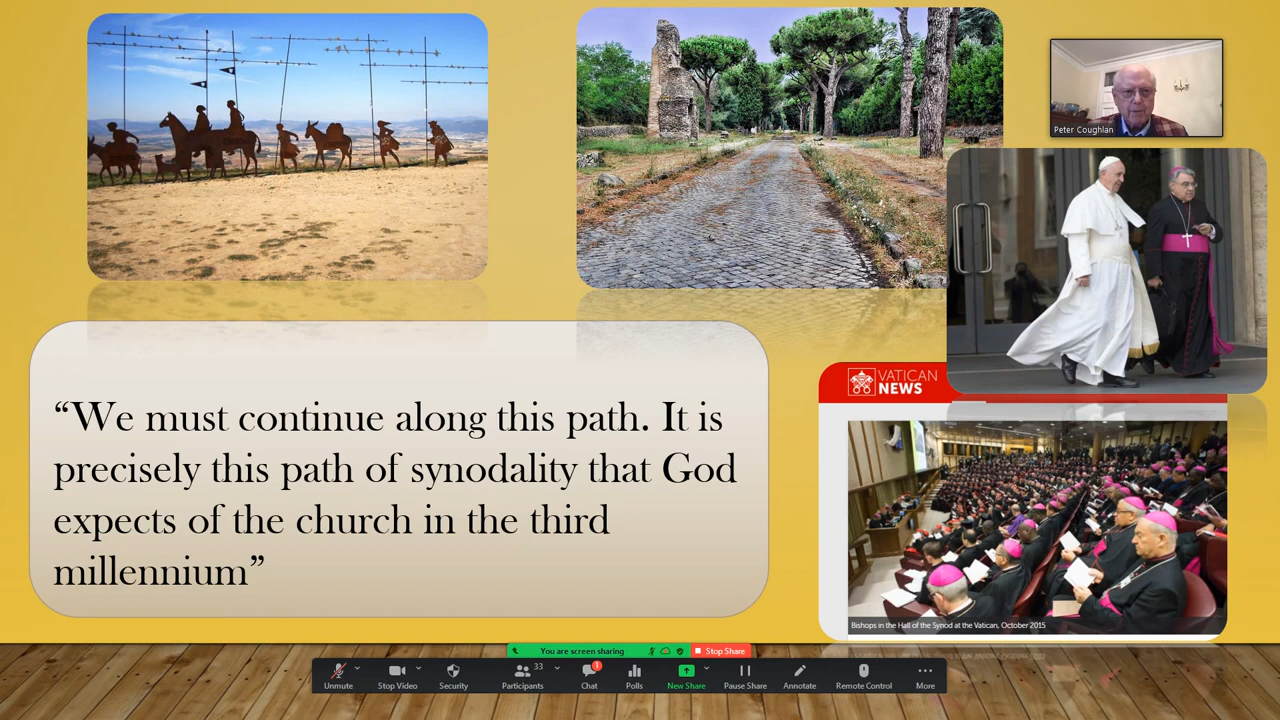 Peter Coughlan
VATICAN
NEWS
“We must continue along this path. It is
precisely this path of synodality that God
expects of the church in the third
millennium”
Bishops in the Hall of the Synod at the Vatican, October 2015
You are screen sharing
Stop Share
33
1
Unmute
Stop Video
Security
Participants
Chat
Polls
New Share
Pause Share
Annotate
Remote Control
More